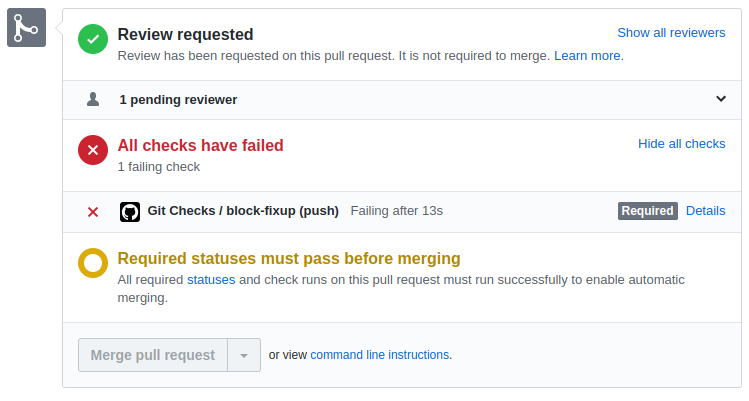 Review requested
Show all reviewers
Review has been requested on this pull request. It is not required to merge. Learn more.
1 pending reviewer
All checks have failed
Hide all checks
1 failing check
Git Checks / block-fixup (push) Failing after 13s
Required Details
Required statuses must pass before merging
All required statuses and check runs on this pull request must run successfully to enable automatic
merging.
Merge pull request
or view command line instructions.